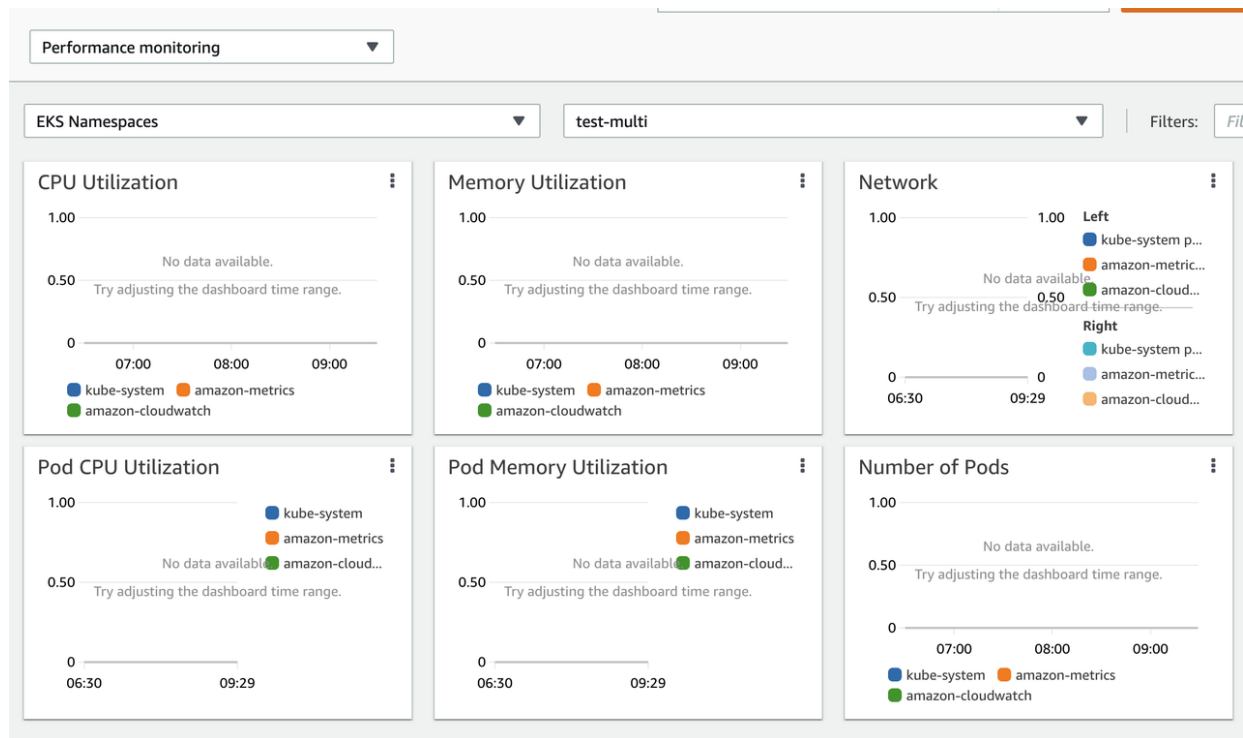 Performance monitoring
EKS Namespaces
test-multi
Filters:
Fil
CPU Utilization
1.00
No data available.
0.50
Try adjusting the dashboard time range.
0
07:00 08:00 09:00
kube-system amazon-metrics
amazon-cloudwatch
Memory Utilization
1.00
No data available.
0.50
Try adjusting the dashboard time range.
0
07:00 08:00 09:00
kube-system amazon-metrics
amazon-cloudwatch
Network
1.00 1.00 Left
kube-system p...
amazon-metric...
No data available.
amazon-cloud...
0.50 0.50
Try adjusting the dashboard time range.
Right
kube-system p...
amazon-metric...
0 0
amazon-cloud...
06:30 09:29
Pod CPU Utilization
1.00
kube-system
amazon-metrics
No data available.
amazon-cloud...
0.50
Try adjusting the dashboard time range.
0
06:30 09:29
Pod Memory Utilization
1.00
kube-system
amazon-metrics
No data available.
amazon-cloud...
0.50
Try adjusting the dashboard time range.
0
06:30 09:29
Number of Pods
1.00
No data available.
0.50
Try adjusting the dashboard time range.
0
07:00 08:00 09:00
kube-system amazon-metrics
amazon-cloudwatch